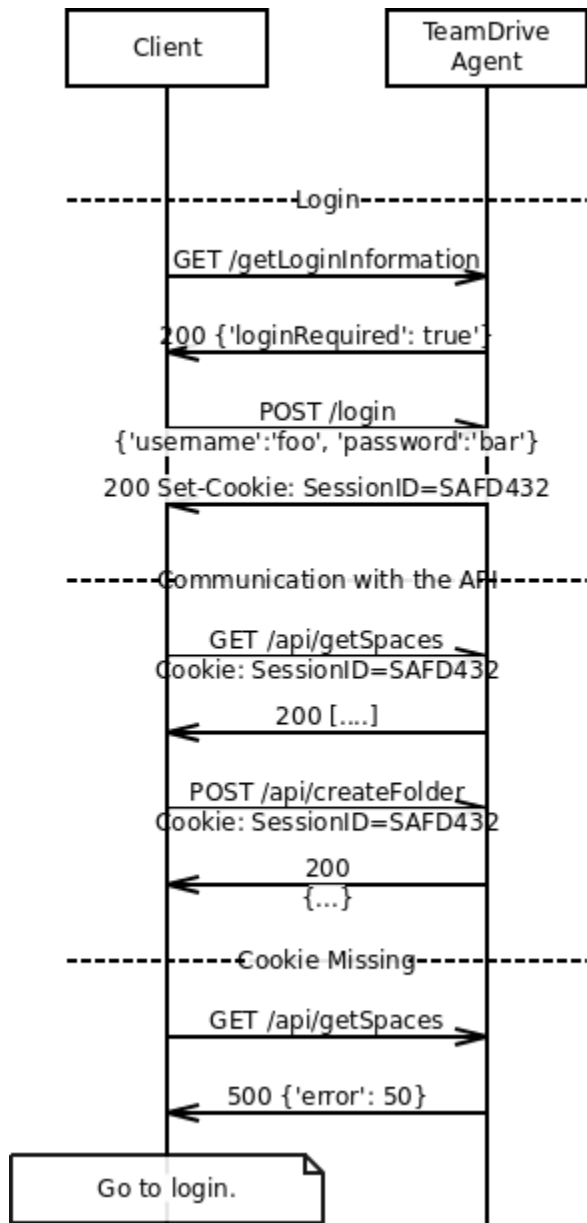 Client
TeamDrive
Agent
Login
GET /getLoginInformation
200 {'loginRequired': true'}
POST /login
{'username':'foo', 'password':'bar'}
200 Set-Cookie: SessionID=SAFD432
Communication with the API
GET /api/getSpaces
Cookie: SessionID=SAFD432
200 [....]
POST /api/createFolder
Cookie: SessionID=SAFD432
200
{...}
Cookie Missing
GET /api/getSpaces
500 {'error': 50}
Go to login.